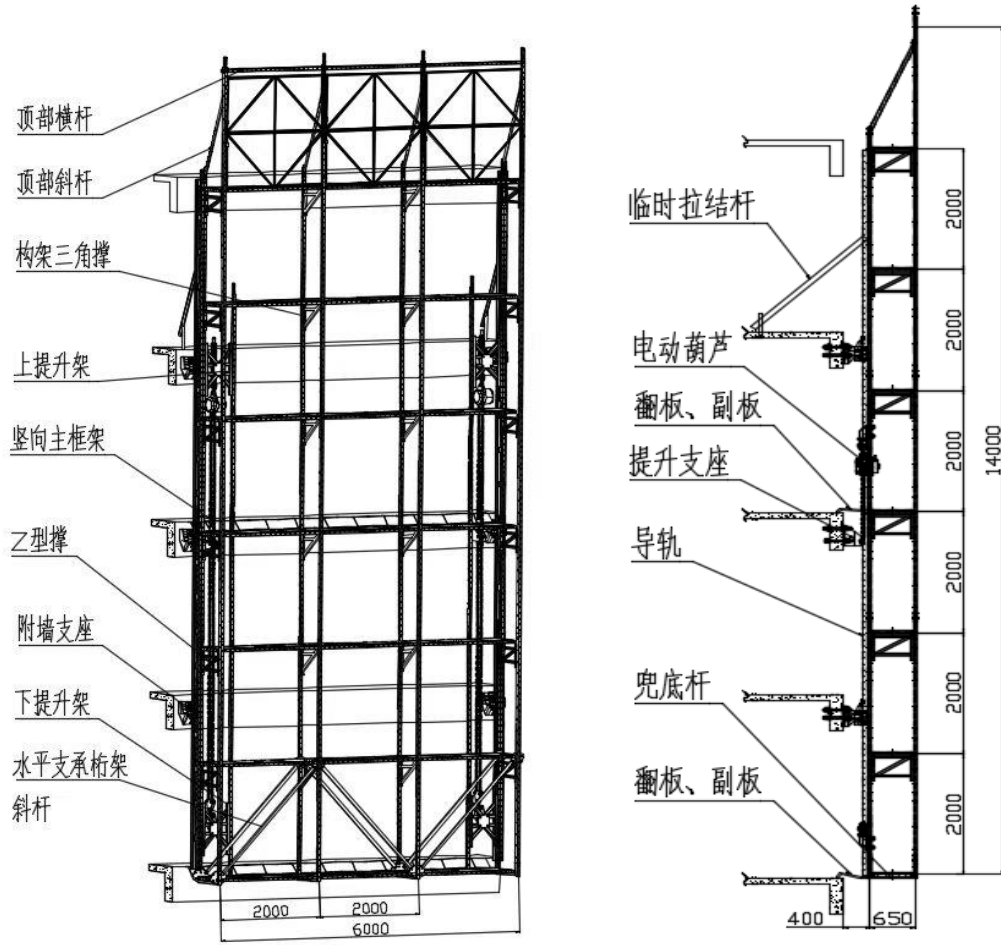 顶部横杆
顶部斜杆
构架三角撑
上提升架
竖向主框架
乙型撑
附墙支座
下提升架
水平支承桁架
斜杆
2000
2000
6000
临时拉结杆
电动葫芦
翻板、副板
提升支座
导轨
兜底杆
翻板、副板
2000
2000
2000
2000
2000
2000
14000
400
650